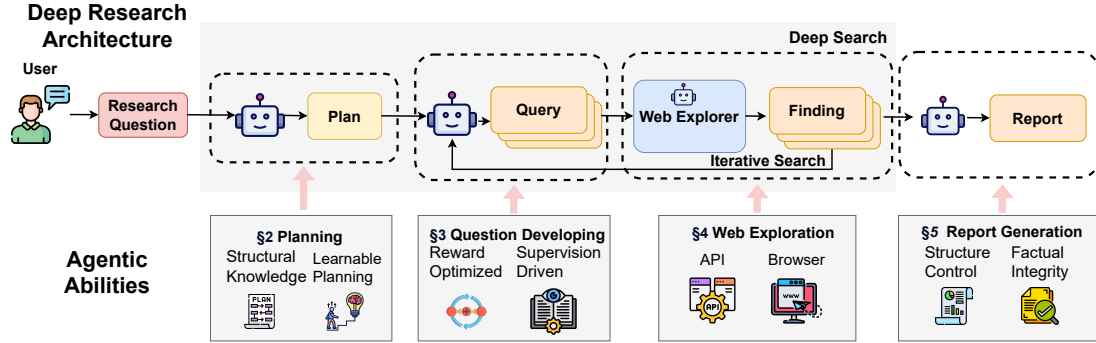 Deep Research
Architecture
Deep Search
User
Research
Question
Plan
Query
Web Explorer
Finding
Report
Iterative Search
Agentic
Abilities
§2 Planning
Structural
Knowledge
Learnable
Planning
PLAN
§3 Question Developing
Reward
Optimized
Supervision
Driven
§4 Web Exploration
API
Browser
API
WWW
§5 Report Generation
Structure
Control
Factual
Integrity